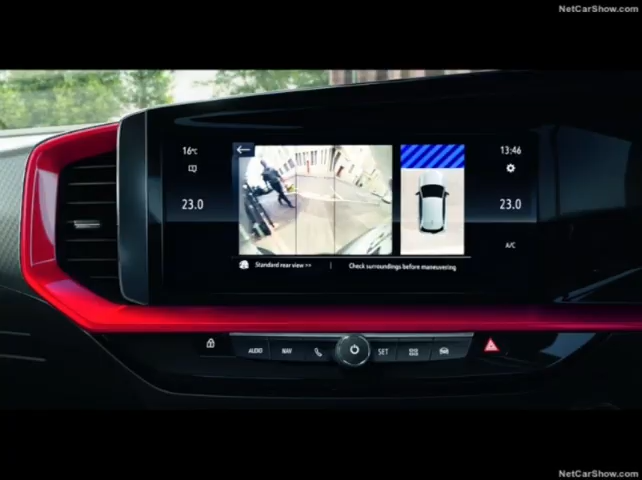 NetCarShow.com
16°C
13:46
23.0
23.0
A/C
Standard rear view >>
Check surroundings before maneuvering.
AUDIO
NAV
SET
NetCarShow.com